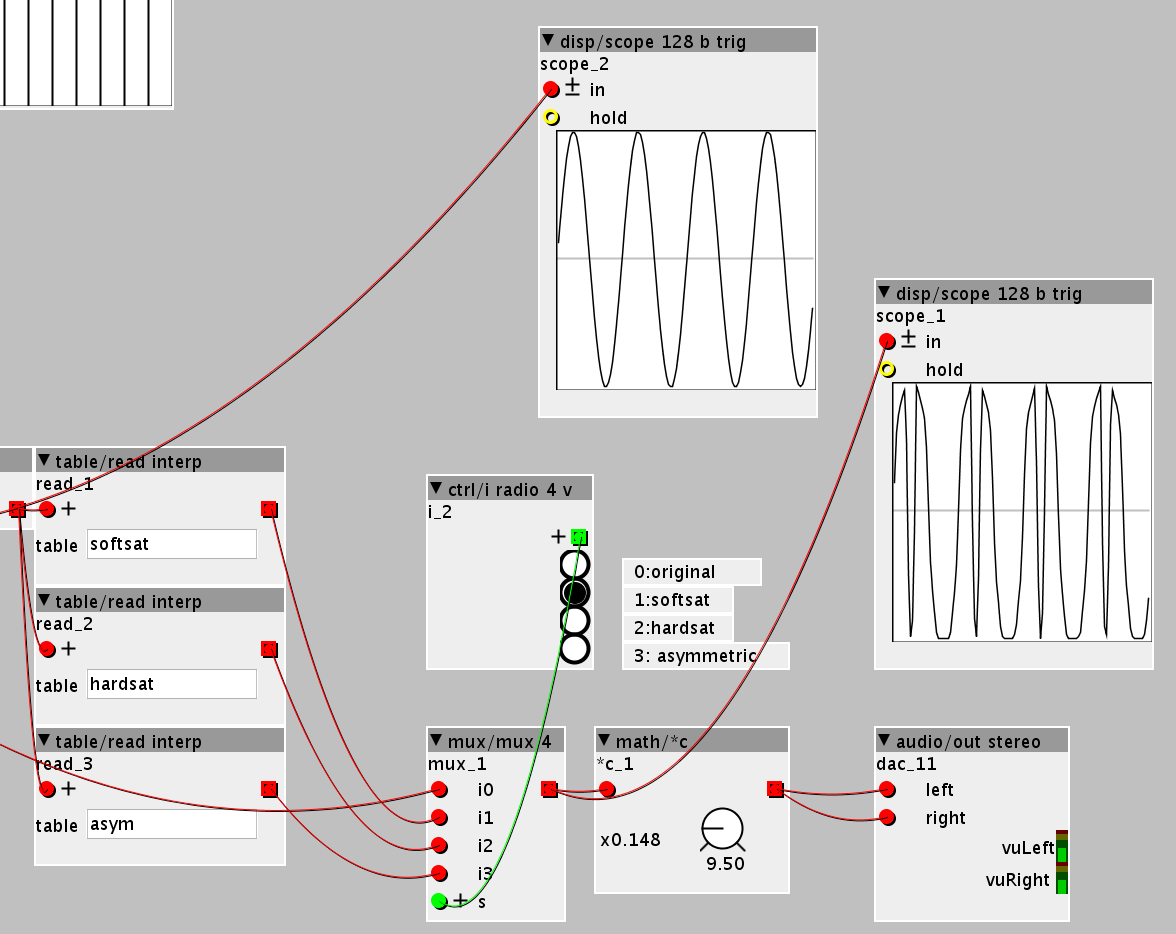 disp/scope 128 b trig
scope_2
± in
hold
disp/scope 128 b trig
scope_1
± in
hold
table/read interp
read_1
+
table softsat
table/read interp
read_2
+
table hardsat
table/read interp
read_3
+
table asym
ctrl/i radio 4 v
i_2
+
0:original
1:softsat
2:hardsat
3: asymmetric
mux/mux 4
mux_1
i0
i1
i2
i3
+ s
math/*c
*c_1
x0.148
9.50
audio/out stereo
dac_11
left
right
vuLeft
vuRight